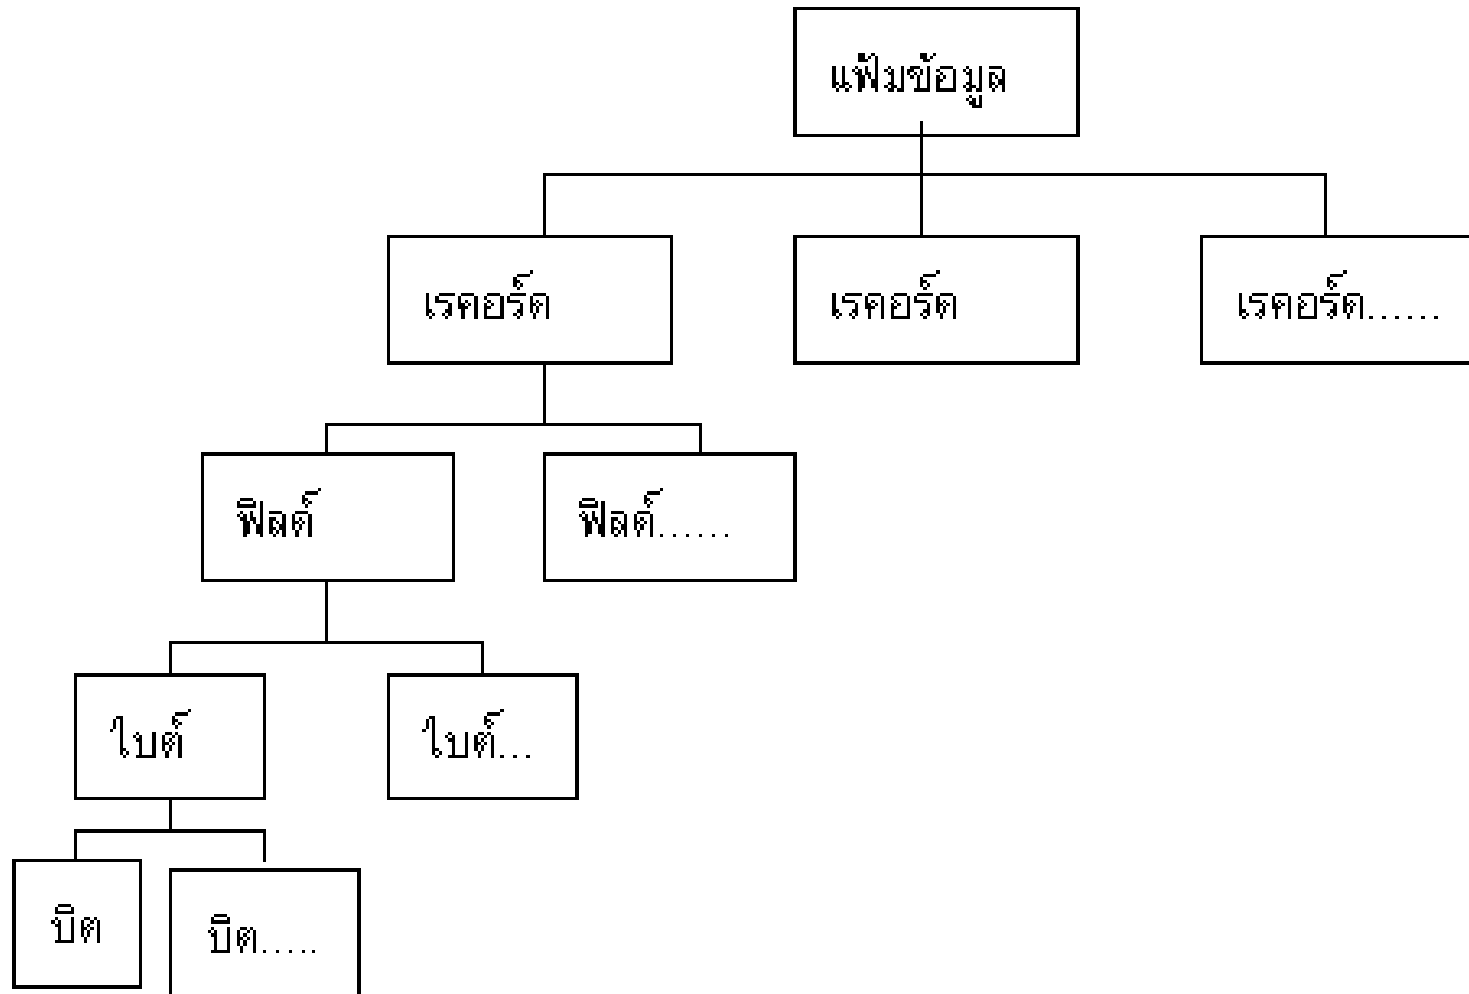 แฟ้มข้อมูล
เรคอร์ด
เรคอร์ด
เรคอร์ด......
ฟิลด์
ฟิลด์......
ไบต์
ไบต์...
บิต
บิต.....